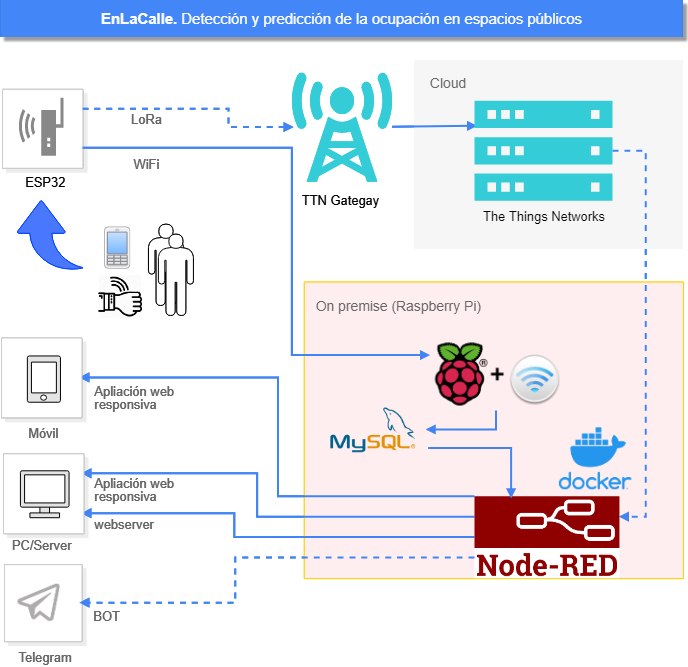 EnLaCalle. Detección y predicción de la ocupación en espacios públicos
LoRa
WiFi
ESP32
TTN Gategay
Cloud
The Things Networks
On premise (Raspberry Pi)
®
+
MySQL®
docker
Node-RED
Apliación web
responsiva
Móvil
Apliación web
responsiva
webserver
PC/Server
BOT
Telegram